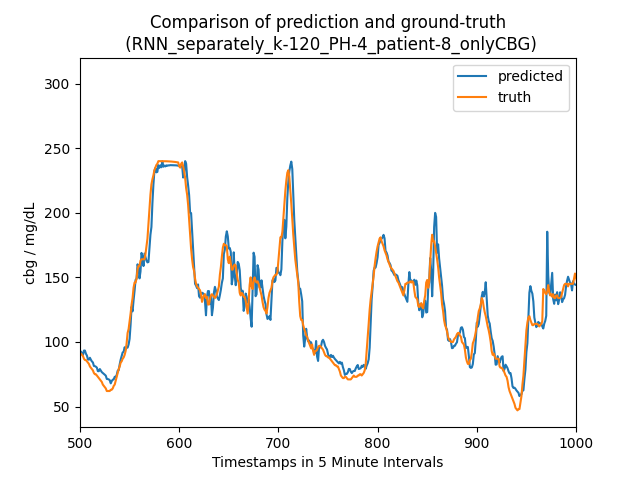 Comparison of prediction and ground-truth
(RNN_separately_k-120_PH-4_patient-8_onlyCBG)
predicted
truth
300
250
200
150
100
50
cbg / mg/dL
500 600 700 800 900 1000
Timestamps in 5 Minute Intervals